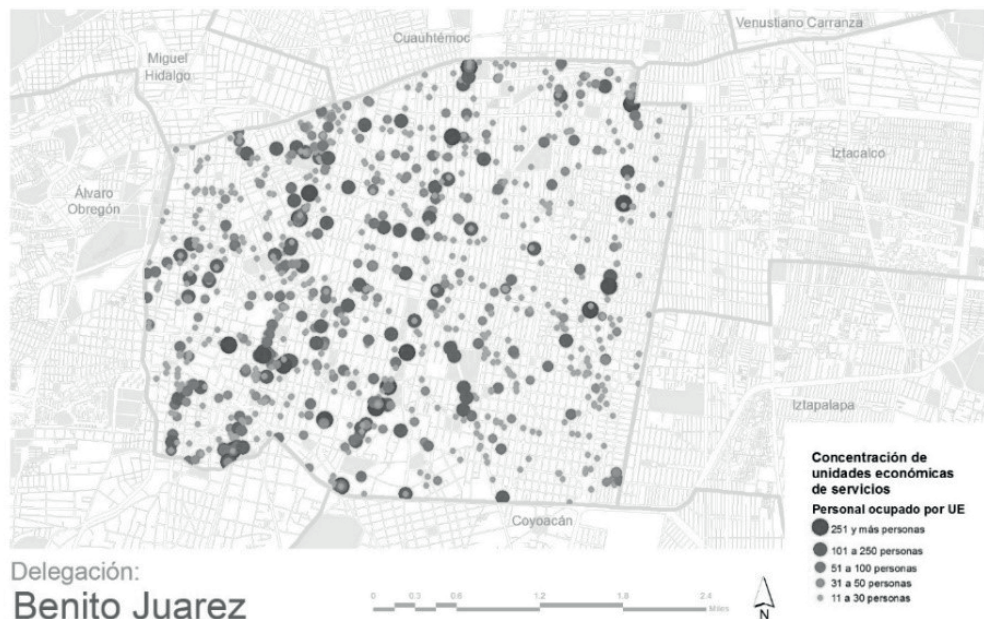 Venustiano Carranza
Cuauhtémoc
Miguel
Hidalgo
Iztacalco
Álvaro
Obregón
Iztapalapa
Coyoacán
Concentración de
unidades económicas
de servicios
Personal ocupado por UE
251 y más personas
101 a 250 personas
51 a 100 personas
31 a 50 personas
11 a 30 personas
Delegación:
Benito Juarez
0 0.3 0.6 1.2 1.8 2.4
Miles
N